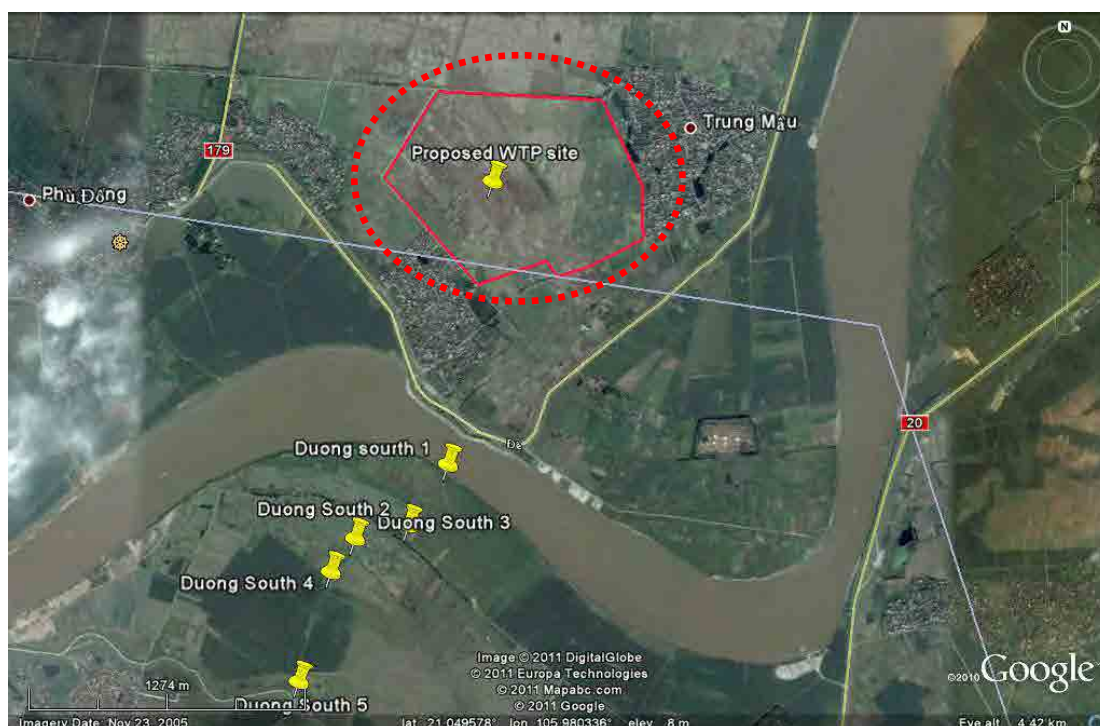 N
Trung Mầu
179
Proposed WTP site
Phù Đổng
20
Duong sourth 1
Đê
Duong South 2
Duong South 3
Duong South 4
Image © 2011 DigitalGlobe
© 2011 Europa Technologies
© 2011 Mapabc.com
© 2011 Google
©2010 Google
1274 m
Duong South 5
Imagery Date: Nov 23, 2005
lat 21.049578° lon 105.980336° elev 8 m
Eye alt 4.42 km